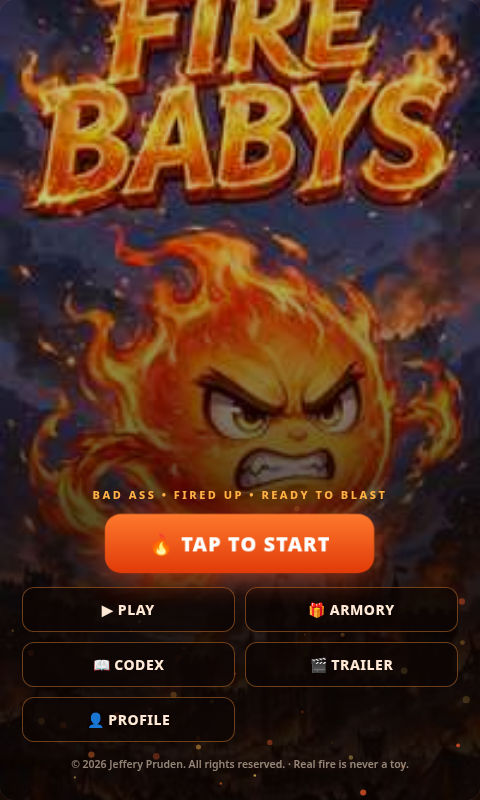 FIRE
BABYS
BAD ASS • FIRED UP • READY TO BLAST
🔥 TAP TO START
▶ PLAY
🎁 ARMORY
📖 CODEX
🎬 TRAILER
👤 PROFILE
© 2026 Jeffery Pruden. All rights reserved. · Real fire is never a toy.